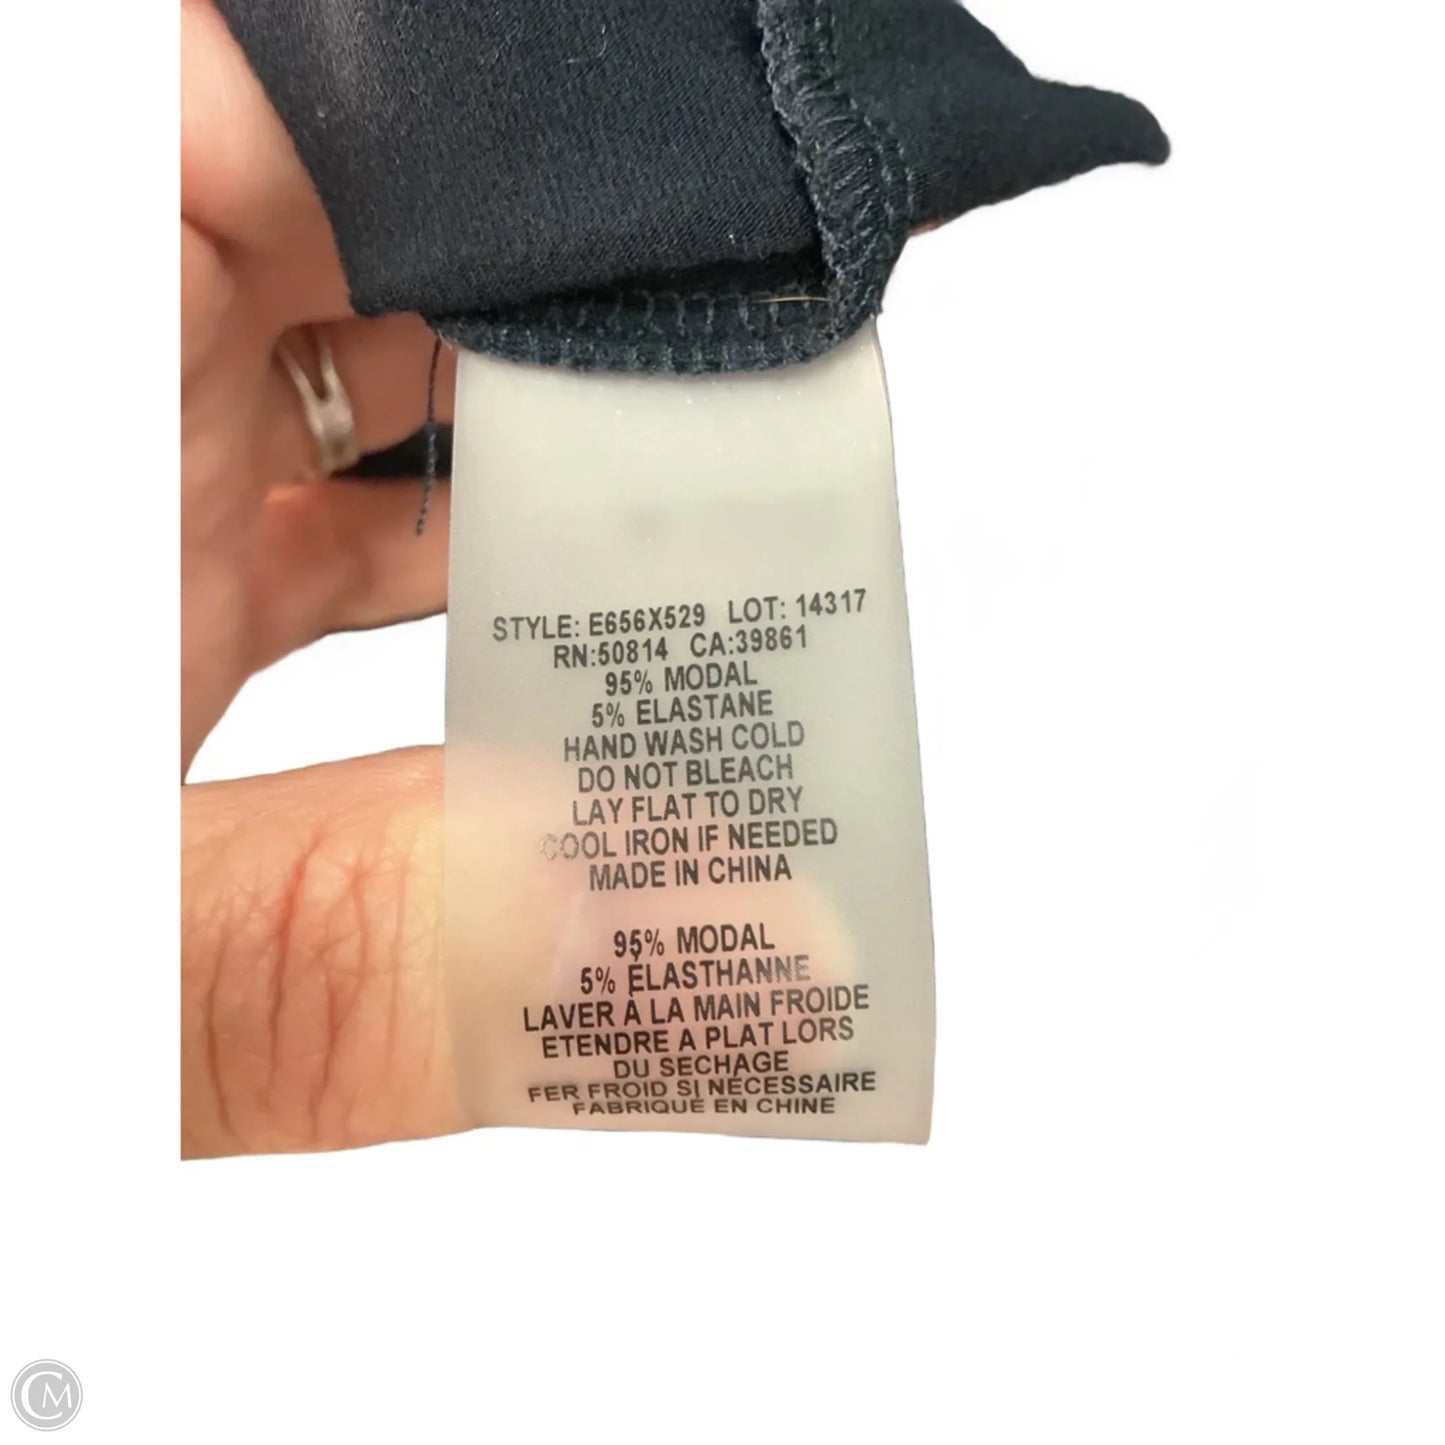 STYLE: E656X529 LOT: 14317
RN:50814 CA:39861
95% MODAL
5% ELASTANE
HAND WASH COLD
DO NOT BLEACH
LAY FLAT TO DRY
COOL IRON IF NEEDED
MADE IN CHINA
95% MODAL
5% ÉLASTHANNE
LAVER À LA MAIN FROIDE
ETENDRE A PLAT LORS
DU SECHAGE
FER FROID SI NÉCESSAIRE
FABRIQUÉ EN CHINE
CM